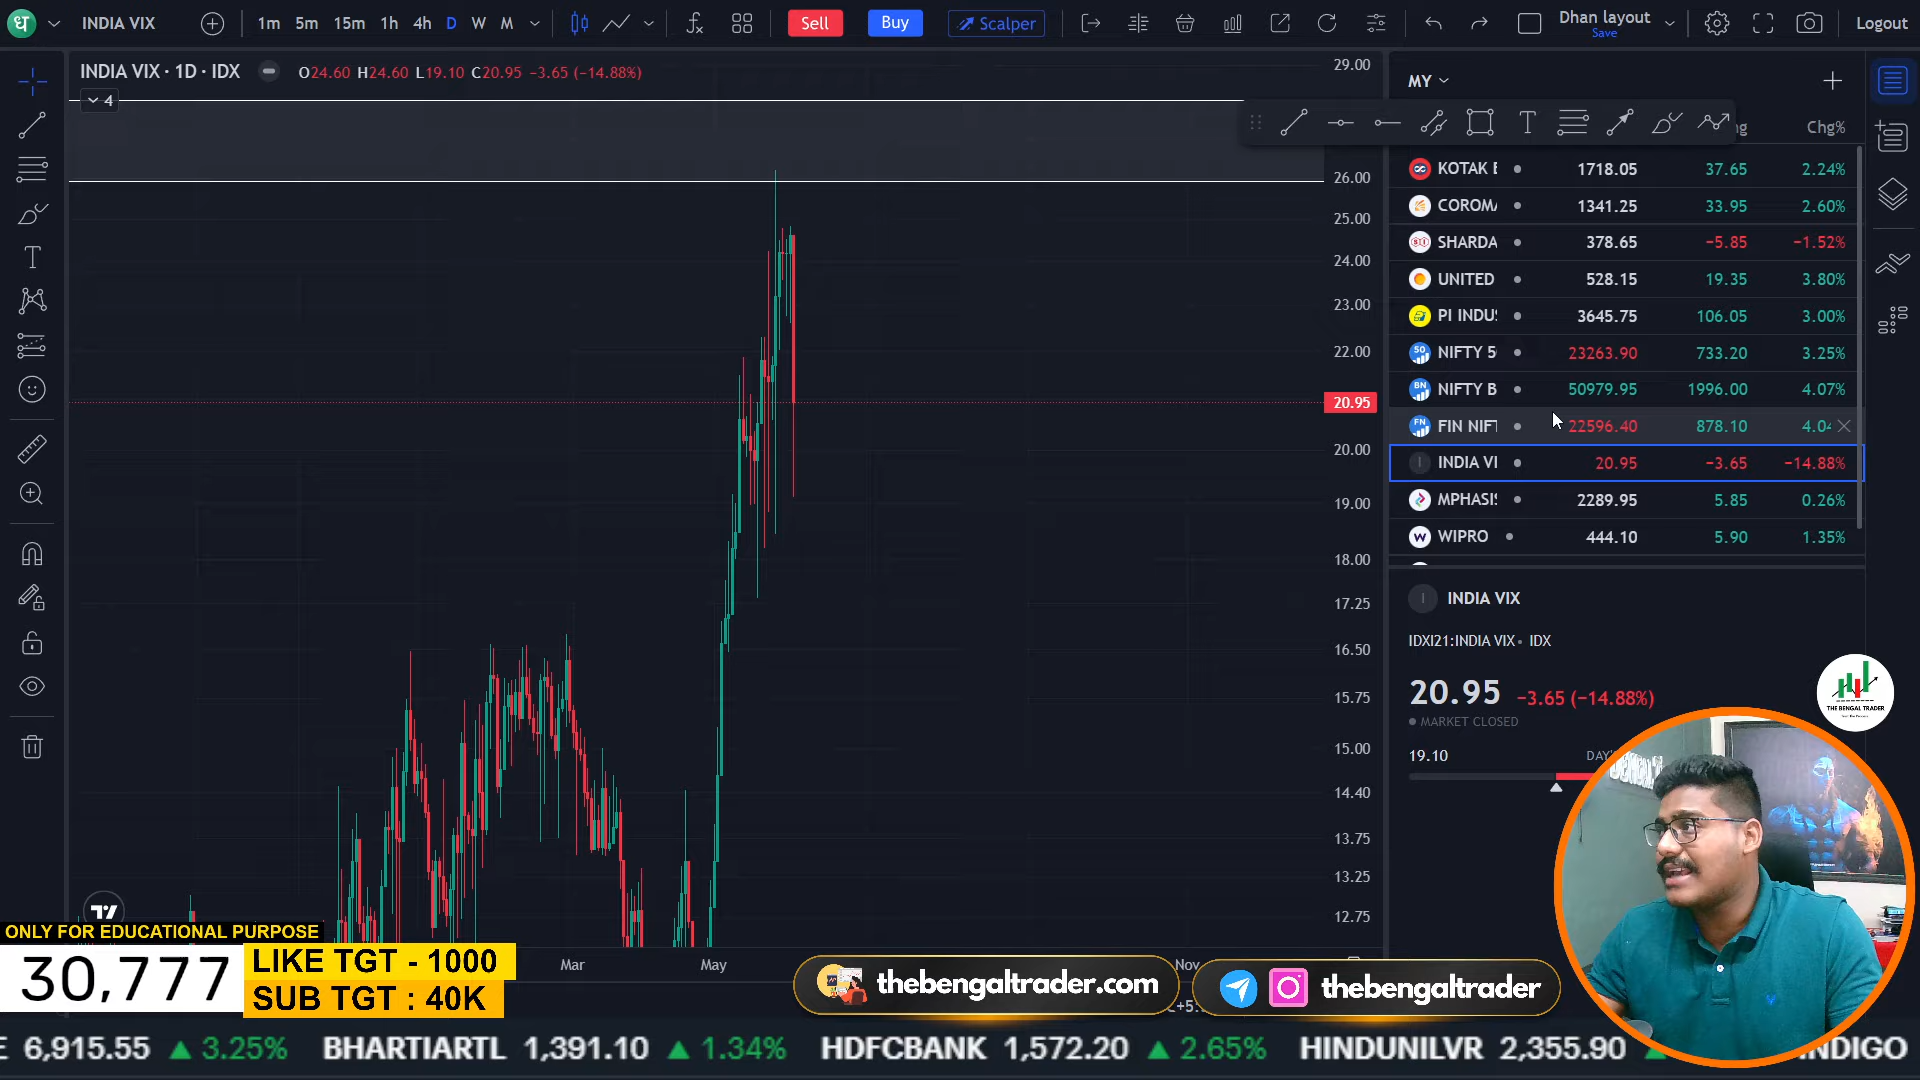 धा INDIA VIX 1m 5m 15m 1h 4h D W M Sell Buy Scalper Dhan layout Save Logout
INDIA VIX · 1D · IDX O24.60 H24.60 L19.10 C20.95 −3.65 (−14.88%)
4
29.00
26.00
25.00
24.00
23.00
22.00
20.95
20.00
19.00
18.00
17.25
16.50
15.75
15.00
14.40
13.75
13.25
12.75
Mar May Nov
MY
Chg%
KOTAK 1718.05 37.65 2.24%
COROMA 1341.25 33.95 2.60%
SHARDA 378.65 −5.85 −1.52%
UNITED 528.15 19.35 3.80%
PI INDUS 3645.75 106.05 3.00%
50 NIFTY 5 23263.90 733.20 3.25%
BN NIFTY B 50979.95 1996.00 4.07%
FN FIN NIFT 22596.40 878.10 4.04
I INDIA VI 20.95 −3.65 −14.88%
MPHASIS 2289.95 5.85 0.26%
W WIPRO 444.10 5.90 1.35%
I INDIA VIX
IDXI21:INDIA VIX • IDX
20.95 −3.65 (−14.88%)
MARKET CLOSED
19.10 DAY'S
THE BENGAL TRADER
ONLY FOR EDUCATIONAL PURPOSE
30,777
LIKE TGT - 1000
SUB TGT : 40K
thebengaltrader.com
thebengaltrader
E 6,915.55 ▲ 3.25% BHARTIARTL 1,391.10 ▲ 1.34% HDFCBANK 1,572.20 ▲ 2.65% HINDUNILVR 2,355.90 ▲ INDIGO